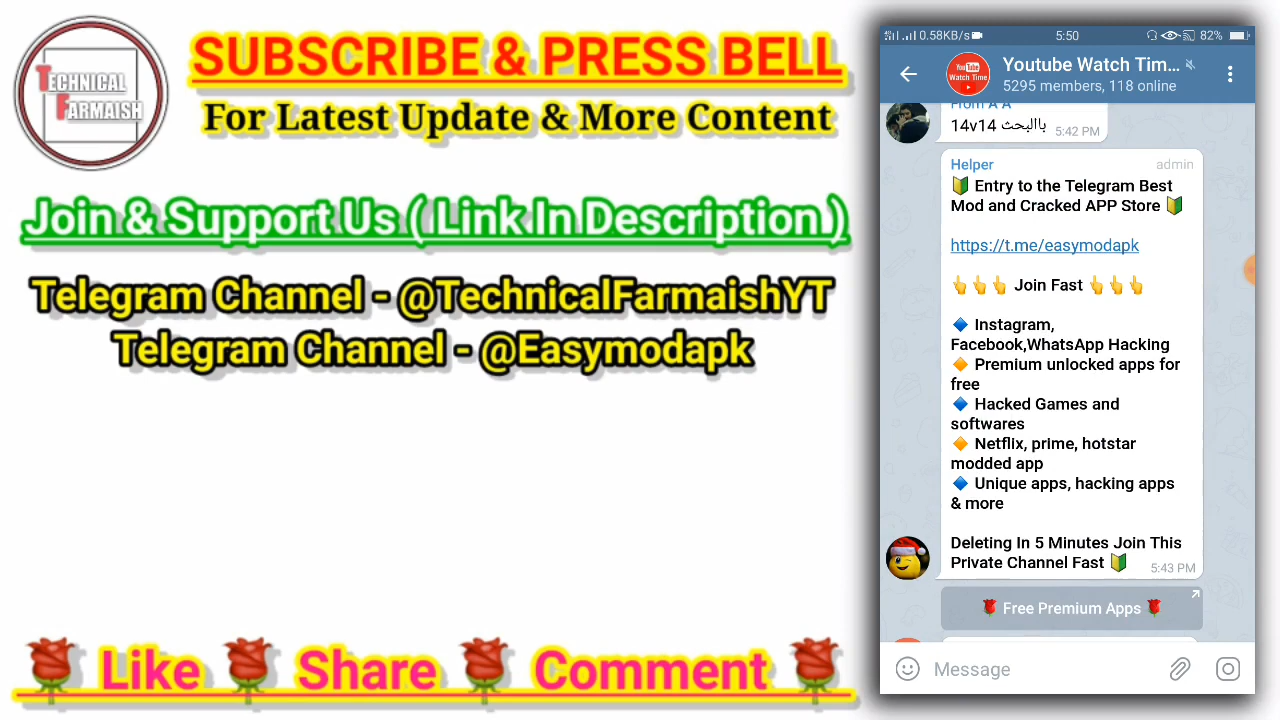 TECHNICAL
FARMAISH
SUBSCRIBE & PRESS BELL
For Latest Update & More Content
Join & Support Us ( Link In Description )
Telegram Channel - @TechnicalFarmaishYT
Telegram Channel - @Easymodapk
Like Share Comment
0.58KB/s 5:50 82%
YouTube
Watch Time
Youtube Watch Tim...
5295 members, 118 online
From A A
14v14 باالبحث 5:42 PM
Helper admin
Entry to the Telegram Best
Mod and Cracked APP Store
https://t.me/easymodapk
Join Fast
Instagram,
Facebook,WhatsApp Hacking
Premium unlocked apps for
free
Hacked Games and
softwares
Netflix, prime, hotstar
modded app
Unique apps, hacking apps
& more
Deleting In 5 Minutes Join This
Private Channel Fast 5:43 PM
Free Premium Apps
Message